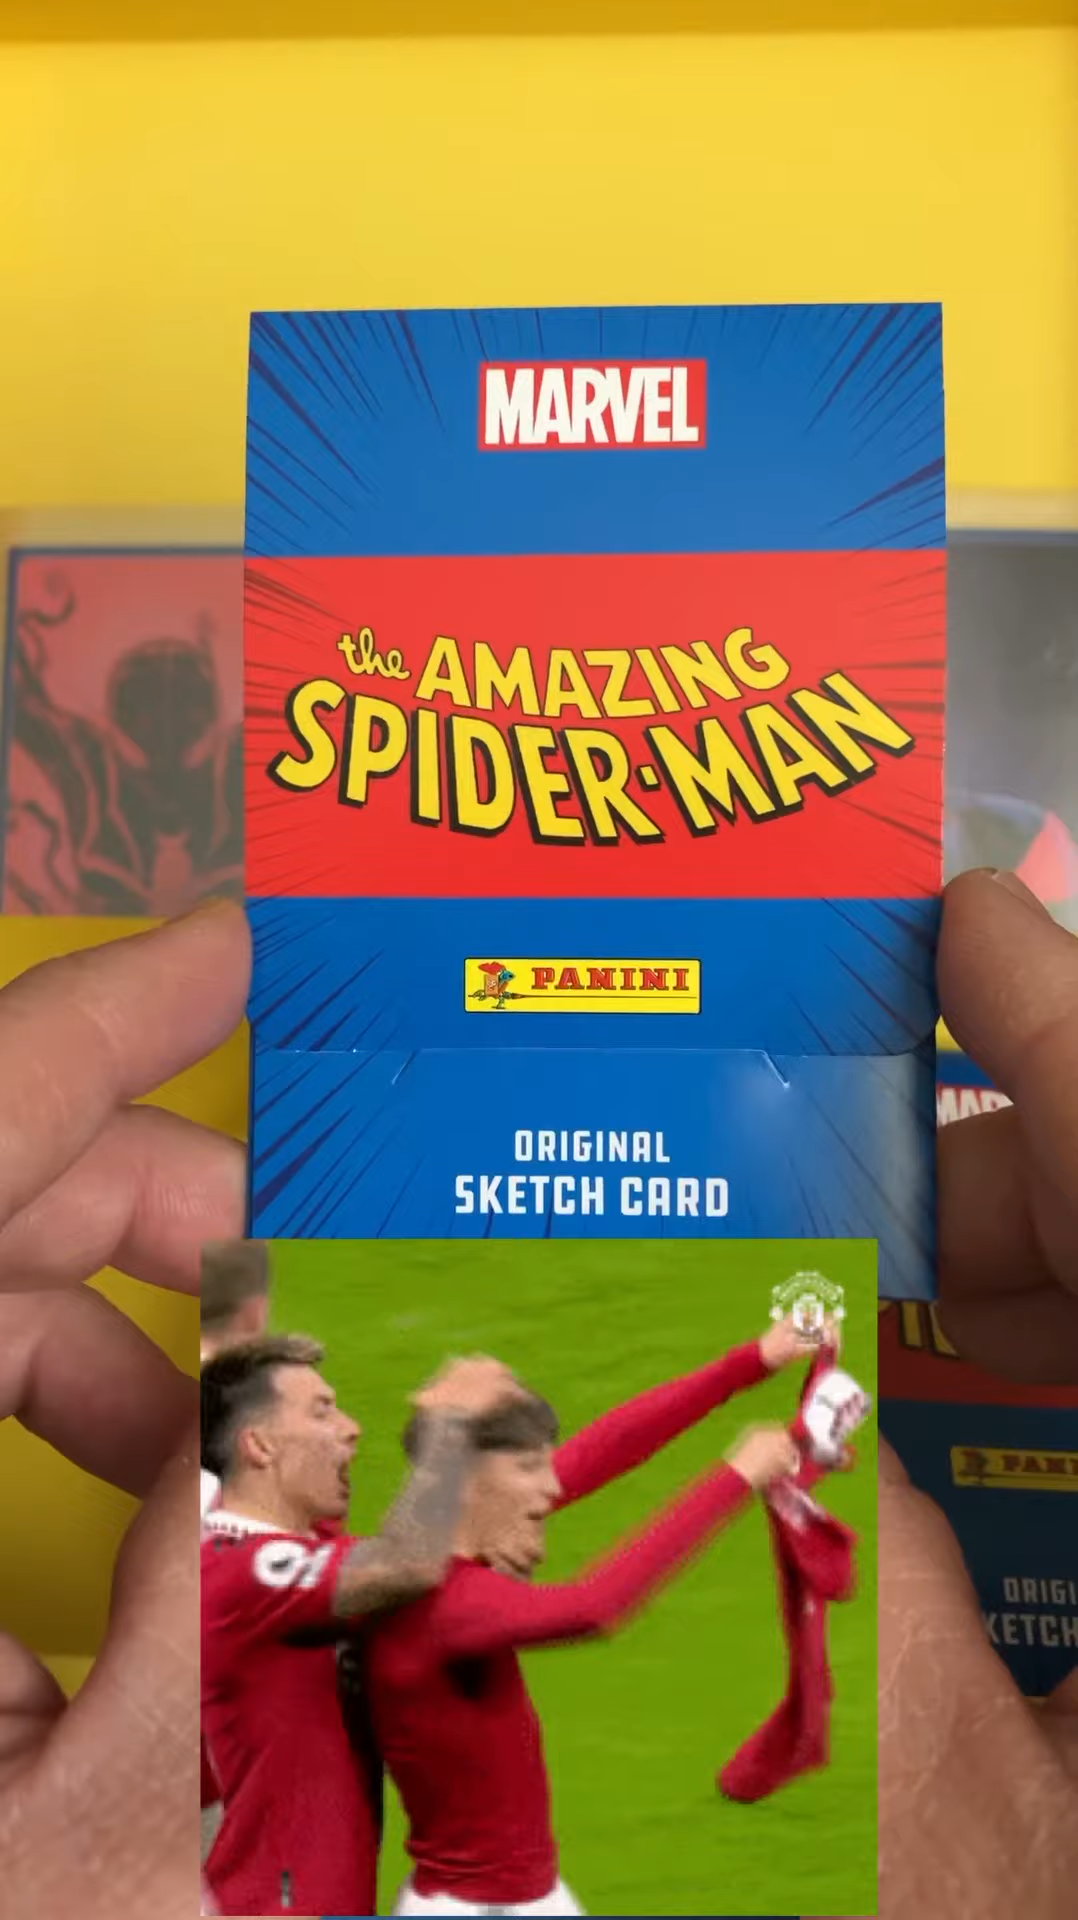 MARVEL
the AMAZING
SPIDER-MAN
PANINI
ORIGINAL
SKETCH CARD